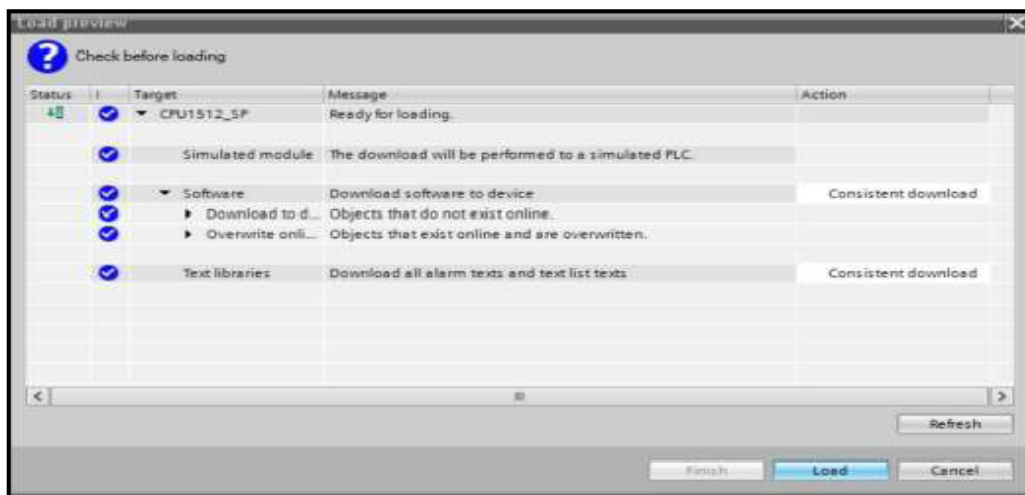 Load preview
Check before loading
Status ! Target Message Action
CPU1512_SP Ready for loading.
Simulated module The download will be performed to a simulated PLC.
Software Download software to device Consistent download
Download to d... Objects that do not exist online.
Overwrite onli... Objects that exist online and are overwritten.
Text libraries Download all alarm texts and text list texts Consistent download
Refresh
Finish Load Cancel